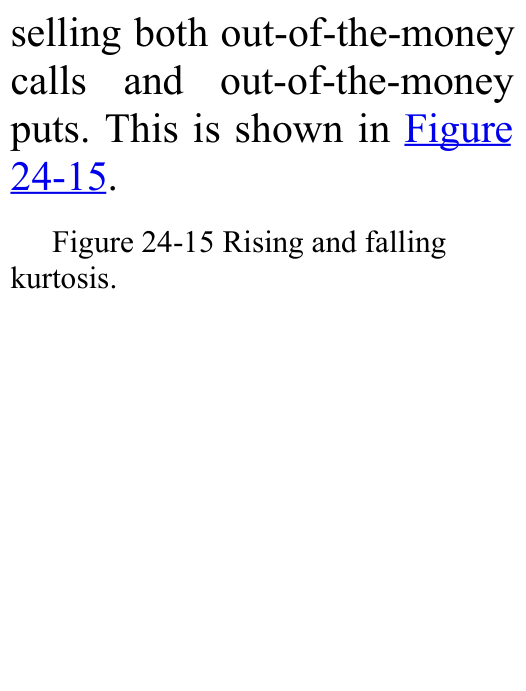 selling both out-of-the-money
calls and out-of-the-money
puts. This is shown in Figure
24-15.
Figure 24-15 Rising and falling
kurtosis.